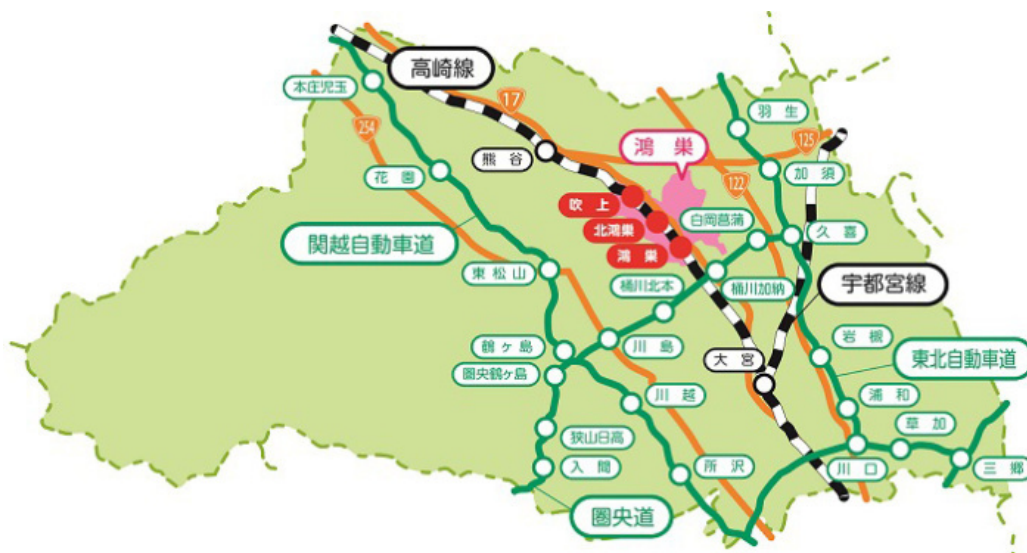 高崎線
本庄児玉
17
254
羽生
125
熊谷
鴻巣
加須
花園
122
吹上
北鴻巣
鴻巣
白岡菖蒲
久喜
関越自動車道
東松山
桶川北本
桶川加納
宇都宮線
鶴ヶ島
川島
岩槻
大宮
東北自動車道
圏央鶴ヶ島
川越
浦和
草加
狭山日高
入間
所沢
川口
三郷
圏央道